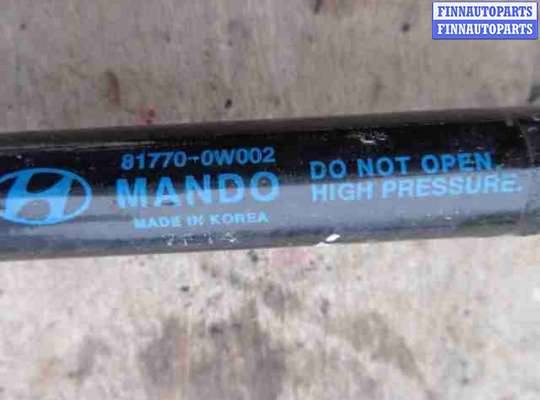 FINNAUTOPARTS
FINNAUTOPARTS
81770-0W002
MANDO
MADE IN KOREA
DO NOT OPEN.
HIGH PRESSURE.